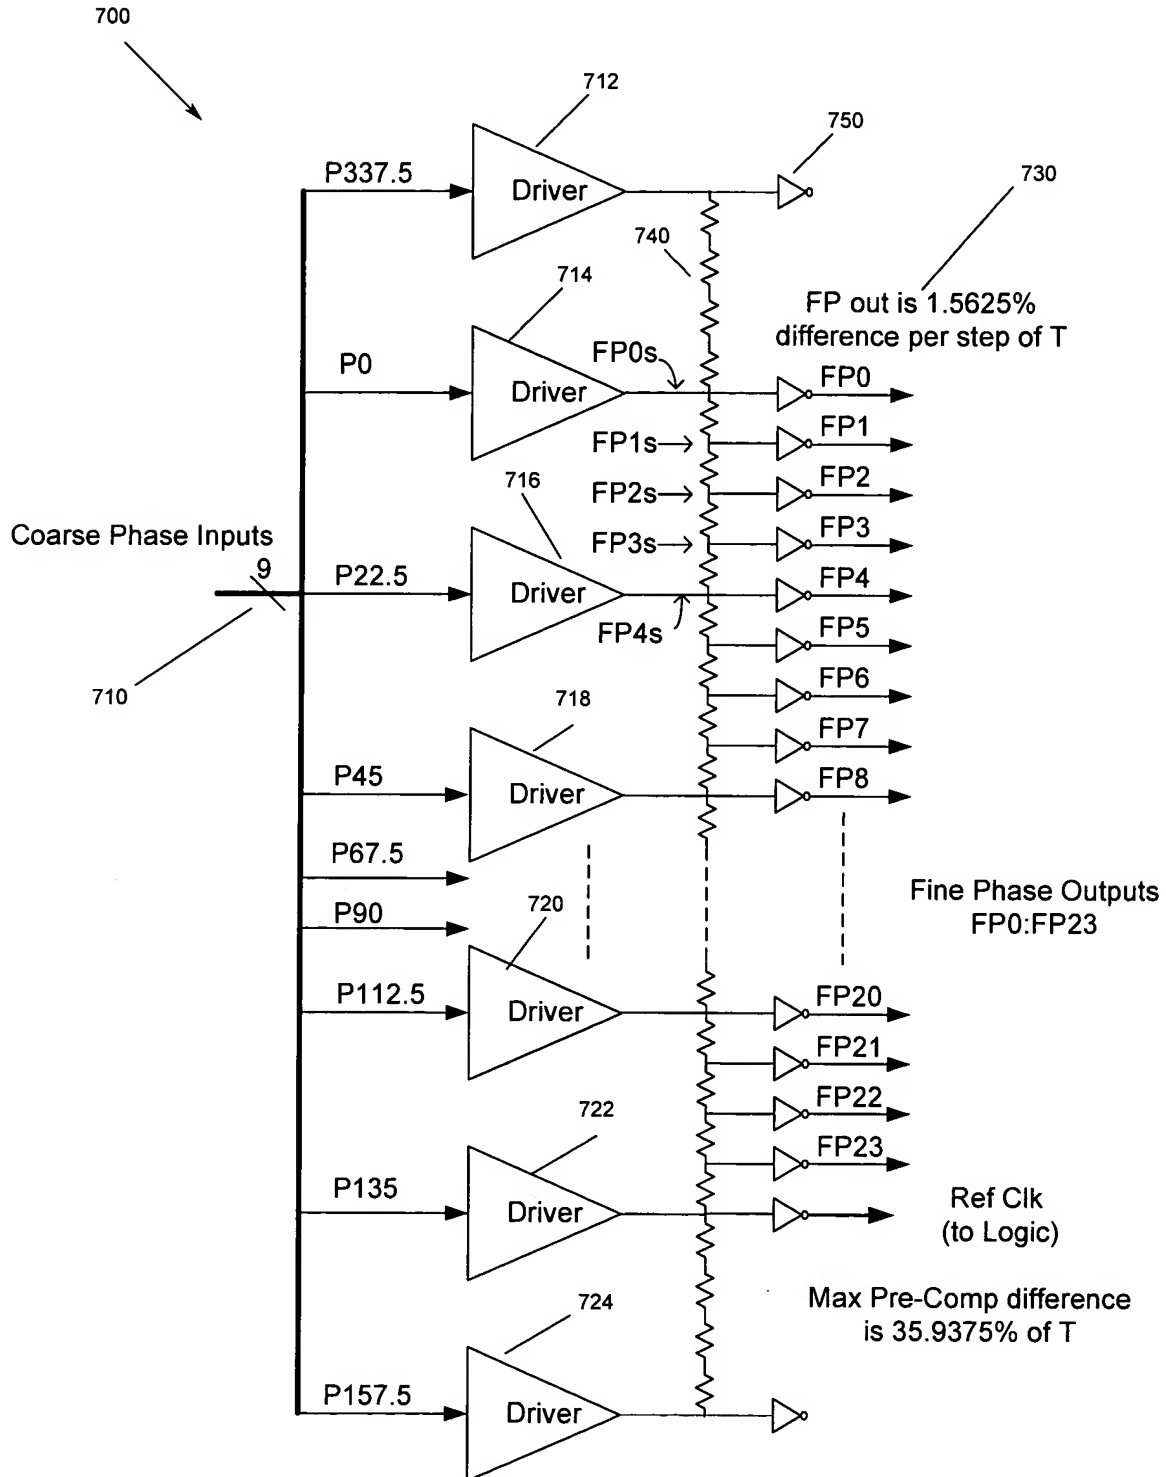 700
712
750
P337.5
Driver
730
740
714
FP out is 1.5625%
difference per step of T
P0
Driver
FP0s
FP0
FP1s
FP1
716
FP2s
FP2
Coarse Phase Inputs
FP3s
FP3
9
P22.5
Driver
FP4
FP4s
FP5
710
FP6
718
FP7
P45
Driver
FP8
P67.5
Fine Phase Outputs
FP0:FP23
P90
720
P112.5
Driver
FP20
FP21
722
FP22
FP23
P135
Driver
Ref Clk
(to Logic)
724
Max Pre-Comp difference
is 35.9375% of T
P157.5
Driver